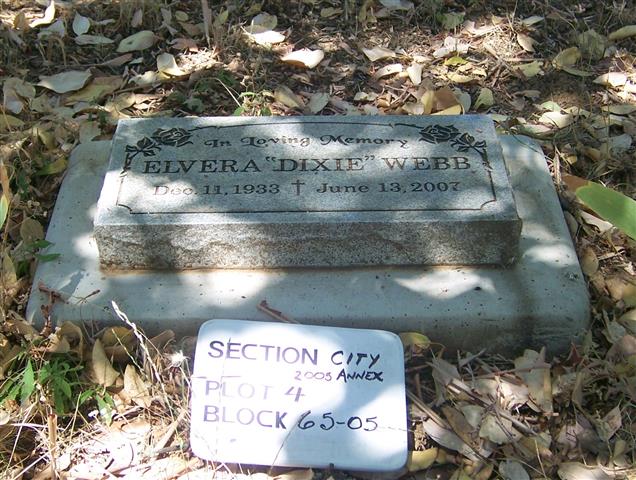 In Loving Memory
ELVERA "DIXIE" WEBB
Dec. 11, 1933 † June 13, 2007
SECTION CITY
2005 ANNEX
PLOT 4
BLOCK 65-05